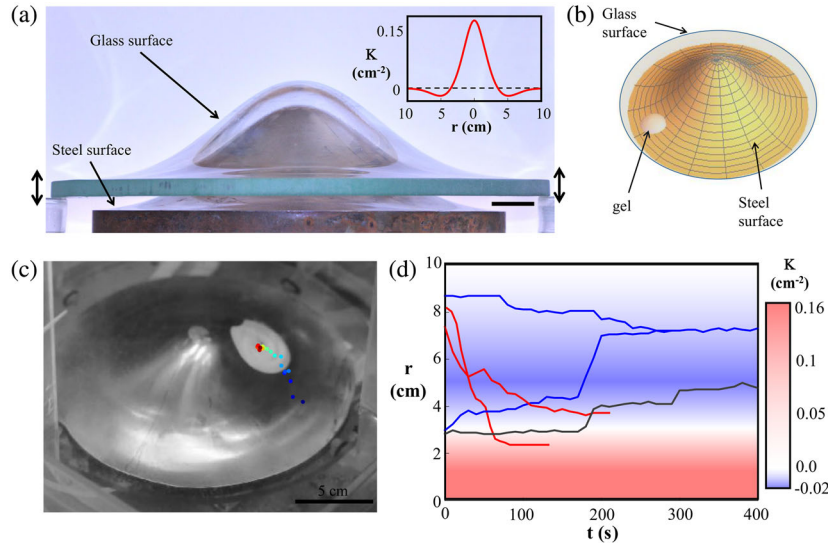 (a)
Glass surface
Steel surface
0.15
K
(cm-2)
0
10 5 0 5 10
r (cm)
(b)
Glass
surface
gel
Steel
surface
(c)
5 cm
(d)
10
8
6
r
(cm)
4
2
0
0 100 200 300 400
t (s)
K
(cm-2)
0.16
0.10
0.05
0.0
-0.02